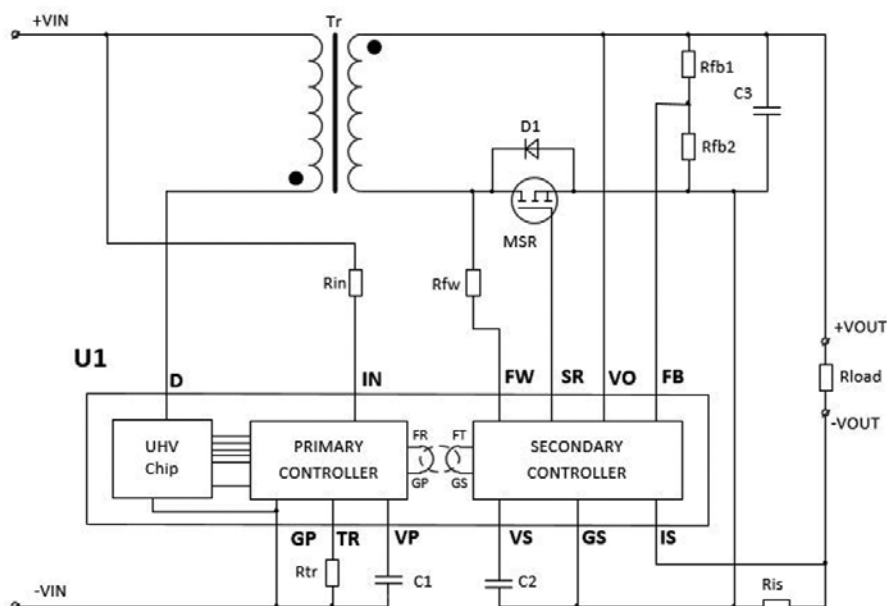 +VIN
Tr
Rfb1
C3
D1
Rfb2
MSR
Rin
Rfw
+VOUT
U1
D
IN
FW
SR
VO
FB
Rload
-VOUT
UHV
Chip
PRIMARY
CONTROLLER
FR
FT
GP
GS
SECONDARY
CONTROLLER
GP
TR
VP
VS
GS
IS
Rtr
C1
C2
Ris
-VIN